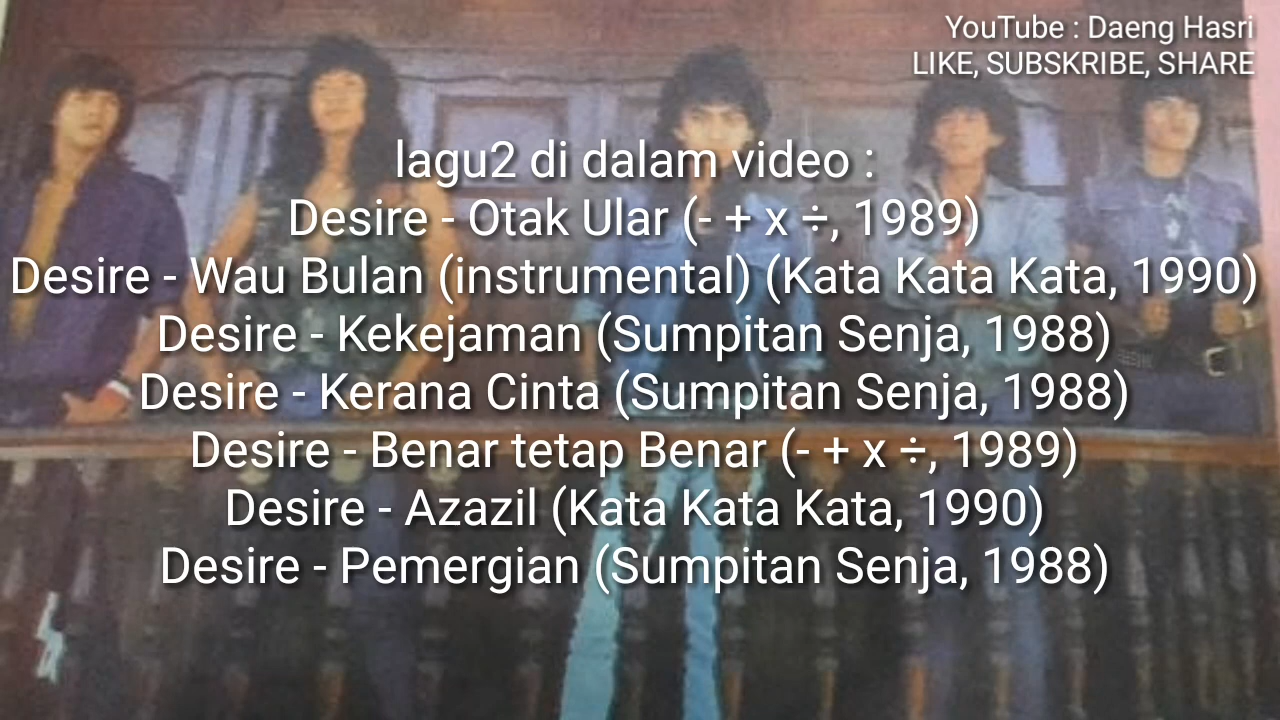 YouTube : Daeng Hasri
LIKE, SUBSKRIBE, SHARE
lagu2 di dalam video :
Desire - Otak Ular (- + x ÷, 1989)
Desire - Wau Bulan (instrumental) (Kata Kata Kata, 1990)
Desire - Kekejaman (Sumpitan Senja, 1988)
Desire - Kerana Cinta (Sumpitan Senja, 1988)
Desire - Benar tetap Benar (- + x ÷, 1989)
Desire - Azazil (Kata Kata Kata, 1990)
Desire - Pemergian (Sumpitan Senja, 1988)